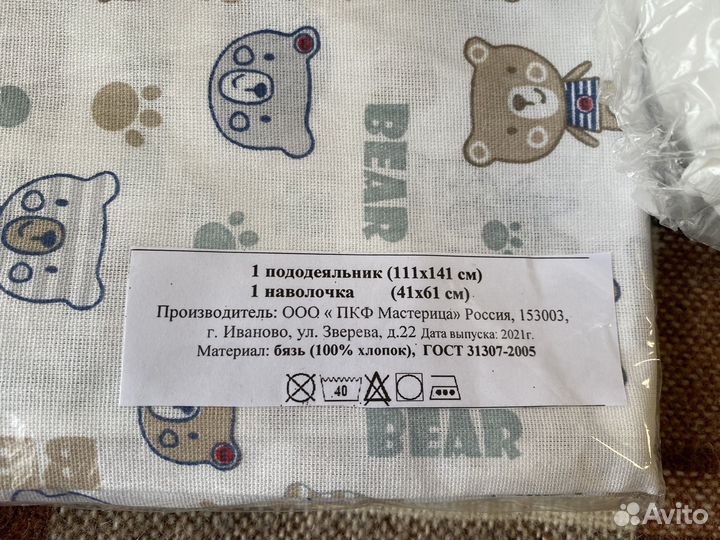 BEAR
1 пододеяльник (111х141 см)
1 наволочка (41х61 см)
Производитель: ООО « ПКФ Мастерица» Россия, 153003,
г. Иваново, ул. Зверева, д.22 Дата выпуска: 2021г.
Материал: бязь (100% хлопок), ГОСТ 31307-2005
40
BEAR
BE
Avito